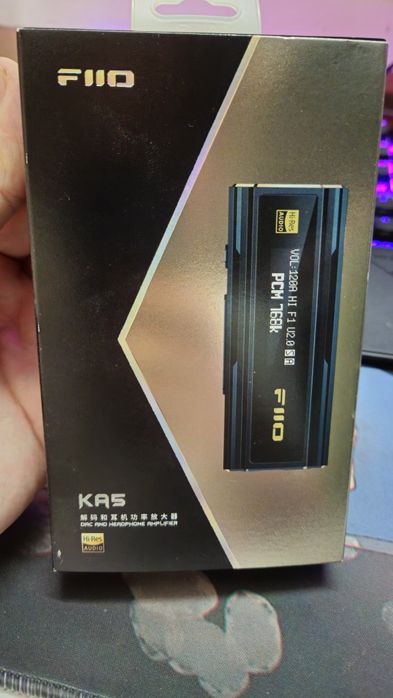 FIIO
Hi-Res
AUDIO
VOL:120A HI F1 V2.0 S A
PCM 768k
FIIO
KA5
解码和耳机功率放大器
DAC AND HEADPHONE AMPLIFIER
Hi-Res
AUDIO